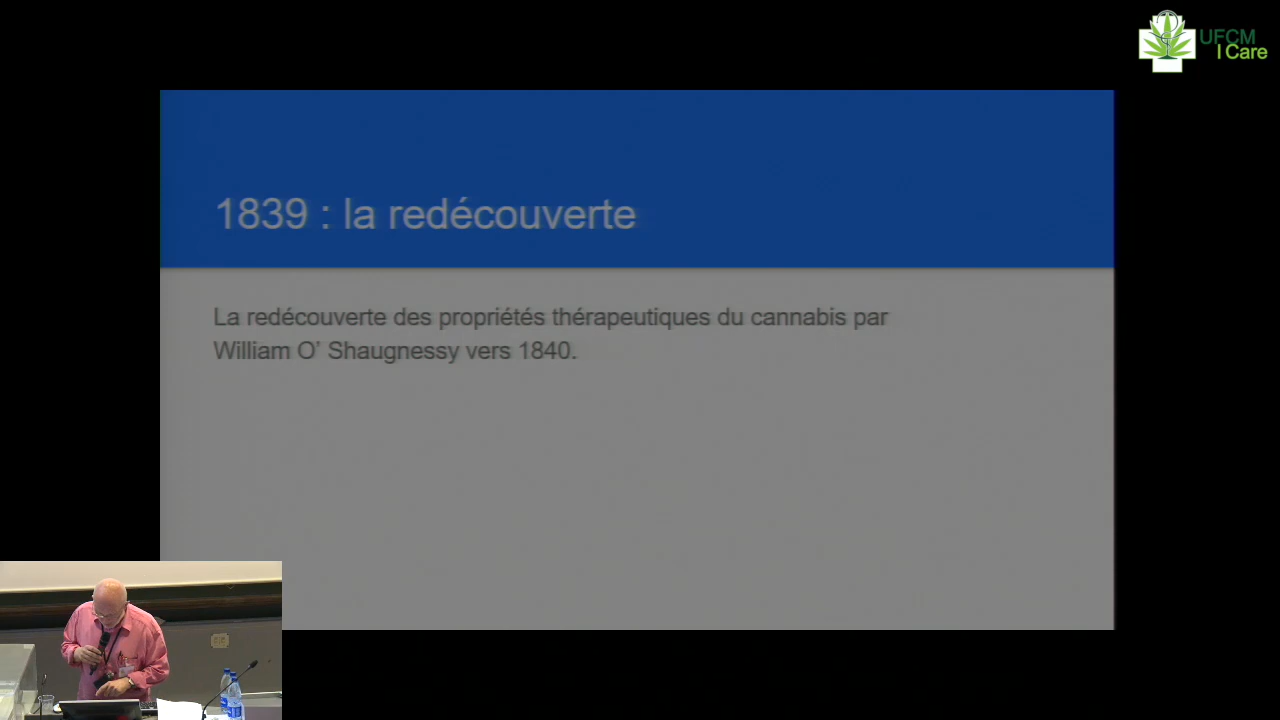 UFCM
I Care
1839 : la redécouverte
La redécouverte des propriétés thérapeutiques du cannabis par
William O’ Shaugnessy vers 1840.